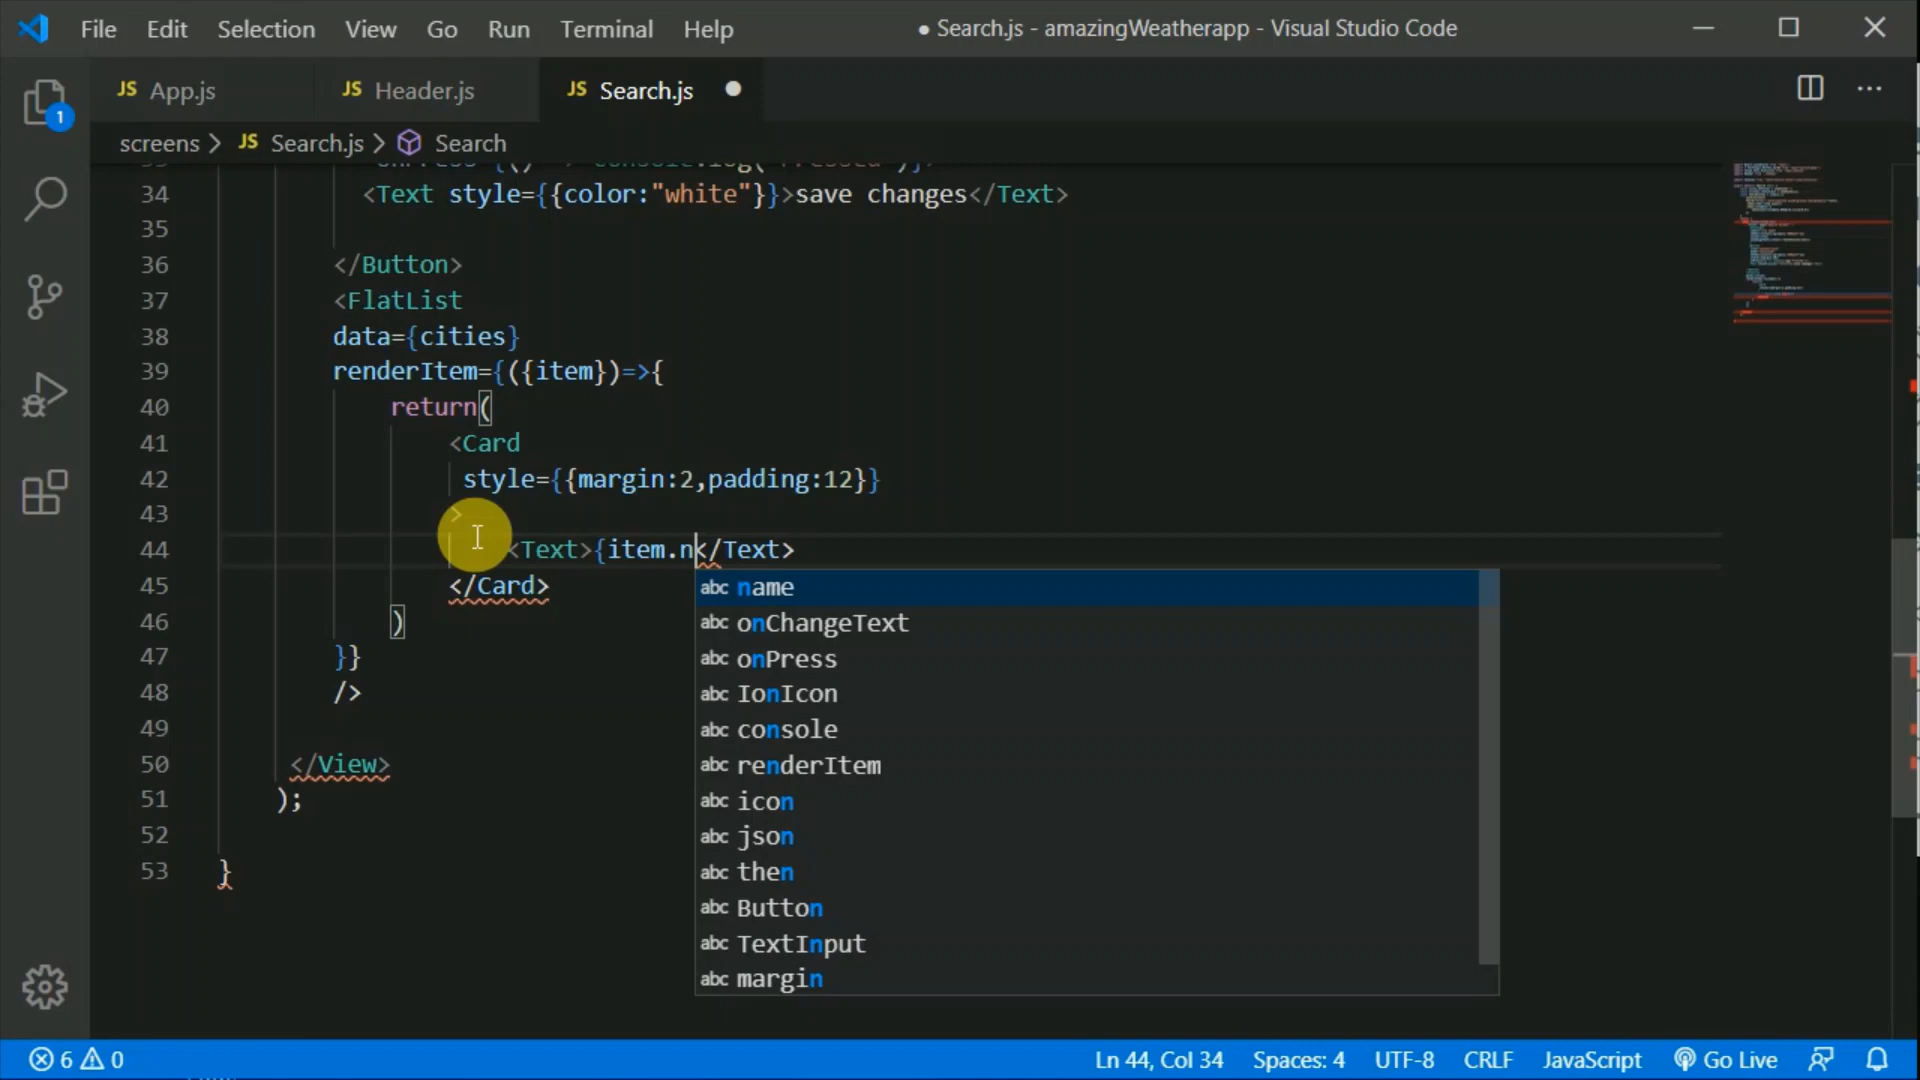 File Edit Selection View Go Run Terminal Help ● Search.js - amazingWeatherapp - Visual Studio Code
JS App.js JS Header.js JS Search.js
1
screens > JS Search.js > Search
34 <Text style={{color:"white"}}>save changes</Text>
35
36 </Button>
37 <FlatList
38 data={cities}
39 renderItem={({item})=>{
40 return(
41 <Card
42 style={{margin:2,padding:12}}
43 >
44 <Text>{item.n</Text>
45 </Card>
46 )
47 }}
48 />
49
50 </View>
51 );
52
53 }
abc name
abc onChangeText
abc onPress
abc IonIcon
abc console
abc renderItem
abc icon
abc json
abc then
abc Button
abc TextInput
abc margin
6 0 Ln 44, Col 34 Spaces: 4 UTF-8 CRLF JavaScript Go Live